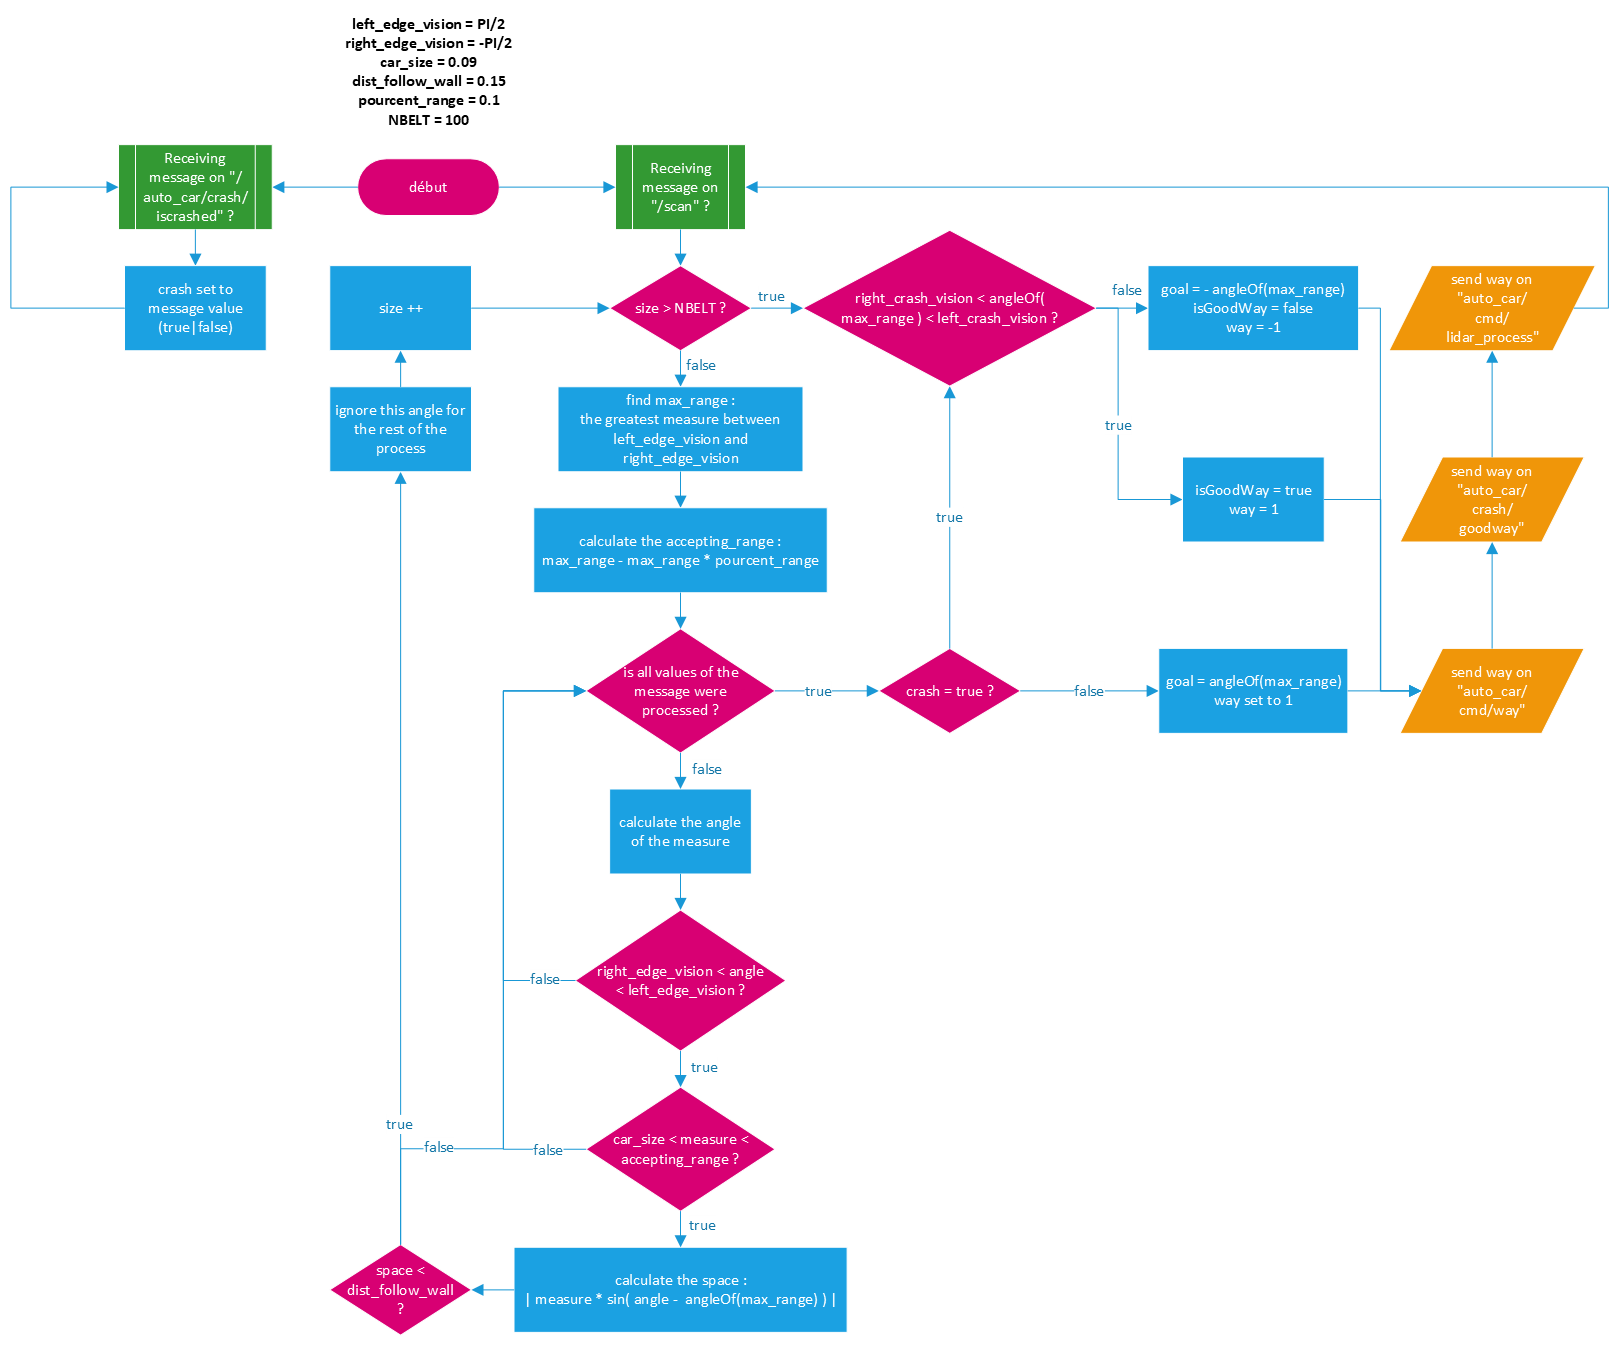 left_edge_vision = PI/2
right_edge_vision = -PI/2
car_size = 0.09
dist_follow_wall = 0.15
pourcent_range = 0.1
NBELT = 100
Receiving
message on "/
auto_car/crash/
iscrashed" ?
début
Receiving
message on
"/scan" ?
crash set to
message value
(true|false)
size ++
size > NBELT ?
true
right_crash_vision < angleOf(
max_range ) < left_crash_vision ?
false
goal = - angleOf(max_range)
isGoodWay = false
way = -1
send way on
"auto_car/
cmd/
lidar_process"
false
ignore this angle for
the rest of the
process
find max_range :
the greatest measure between
left_edge_vision and
right_edge_vision
true
isGoodWay = true
way = 1
send way on
"auto_car/
crash/
goodway"
true
calculate the accepting_range :
max_range - max_range * pourcent_range
is all values of the
message were
processed ?
true
crash = true ?
false
goal = angleOf(max_range)
way set to 1
send way on
"auto_car/
cmd/way"
false
calculate the angle
of the measure
right_edge_vision < angle
< left_edge_vision ?
false
true
true
false
false
car_size < measure <
accepting_range ?
true
space <
dist_follow_wall
?
calculate the space :
| measure * sin( angle - angleOf(max_range) ) |